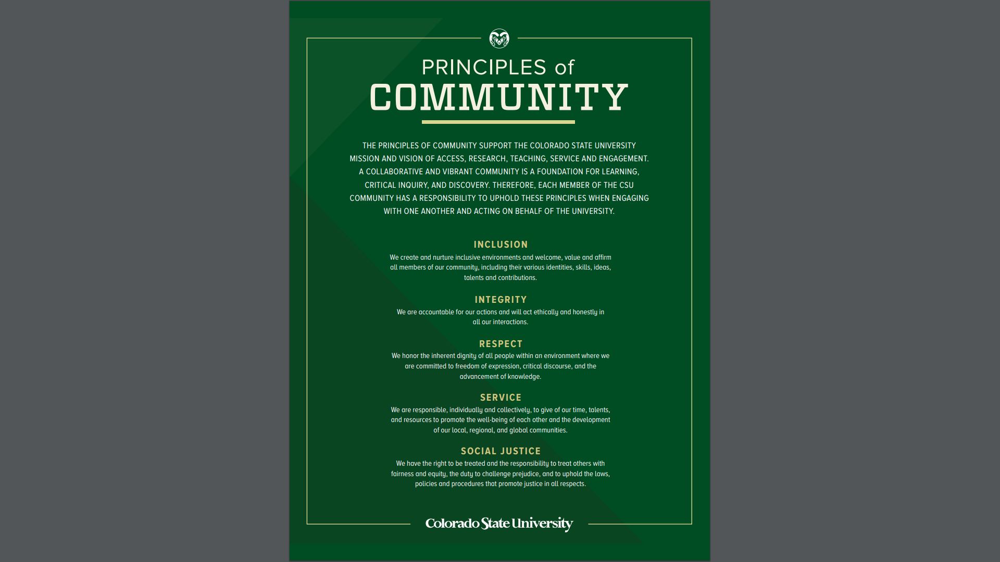 PRINCIPLES of
COMMUNITY
THE PRINCIPLES OF COMMUNITY SUPPORT THE COLORADO STATE UNIVERSITY
MISSION AND VISION OF ACCESS, RESEARCH, TEACHING, SERVICE AND ENGAGEMENT.
A COLLABORATIVE AND VIBRANT COMMUNITY IS A FOUNDATION FOR LEARNING,
CRITICAL INQUIRY, AND DISCOVERY. THEREFORE, EACH MEMBER OF THE CSU
COMMUNITY HAS A RESPONSIBILITY TO UPHOLD THESE PRINCIPLES WHEN ENGAGING
WITH ONE ANOTHER AND ACTING ON BEHALF OF THE UNIVERSITY.
INCLUSION
We create and nurture inclusive environments and welcome, value and affirm
all members of our community, including their various identities, skills, ideas,
talents and contributions.
INTEGRITY
We are accountable for our actions and will act ethically and honestly in
all our interactions.
RESPECT
We honor the inherent dignity of all people within an environment where we
are committed to freedom of expression, critical discourse, and the
advancement of knowledge.
SERVICE
We are responsible, individually and collectively, to give of our time, talents,
and resources to promote the well-being of each other and the development
of our local, regional, and global communities.
SOCIAL JUSTICE
We have the right to be treated and the responsibility to treat others with
fairness and equity, the duty to challenge prejudice, and to uphold the laws,
policies and procedures that promote justice in all respects.
Colorado State University